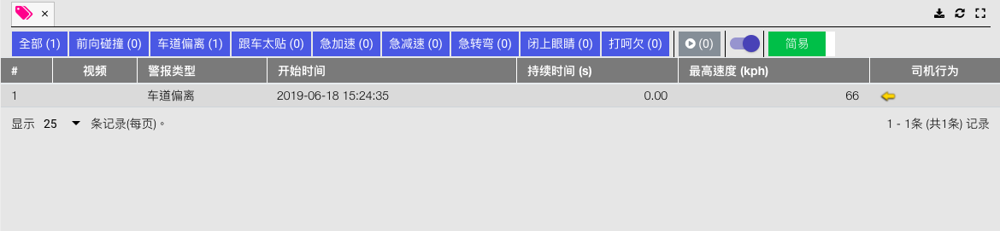 全部 (1) 前向碰撞 (0) 车道偏离 (1) 跟车太贴 (0) 急加速 (0) 急减速 (0) 急转弯 (0) 闭上眼睛 (0) 打呵欠 (0) (0) 简易
# 视频 警报类型 开始时间 持续时间 (s) 最高速度 (kph) 司机行为
1 车道偏离 2019-06-18 15:24:35 0.00 66
显示 25 条记录(每页)。 1 - 1条 (共1条) 记录